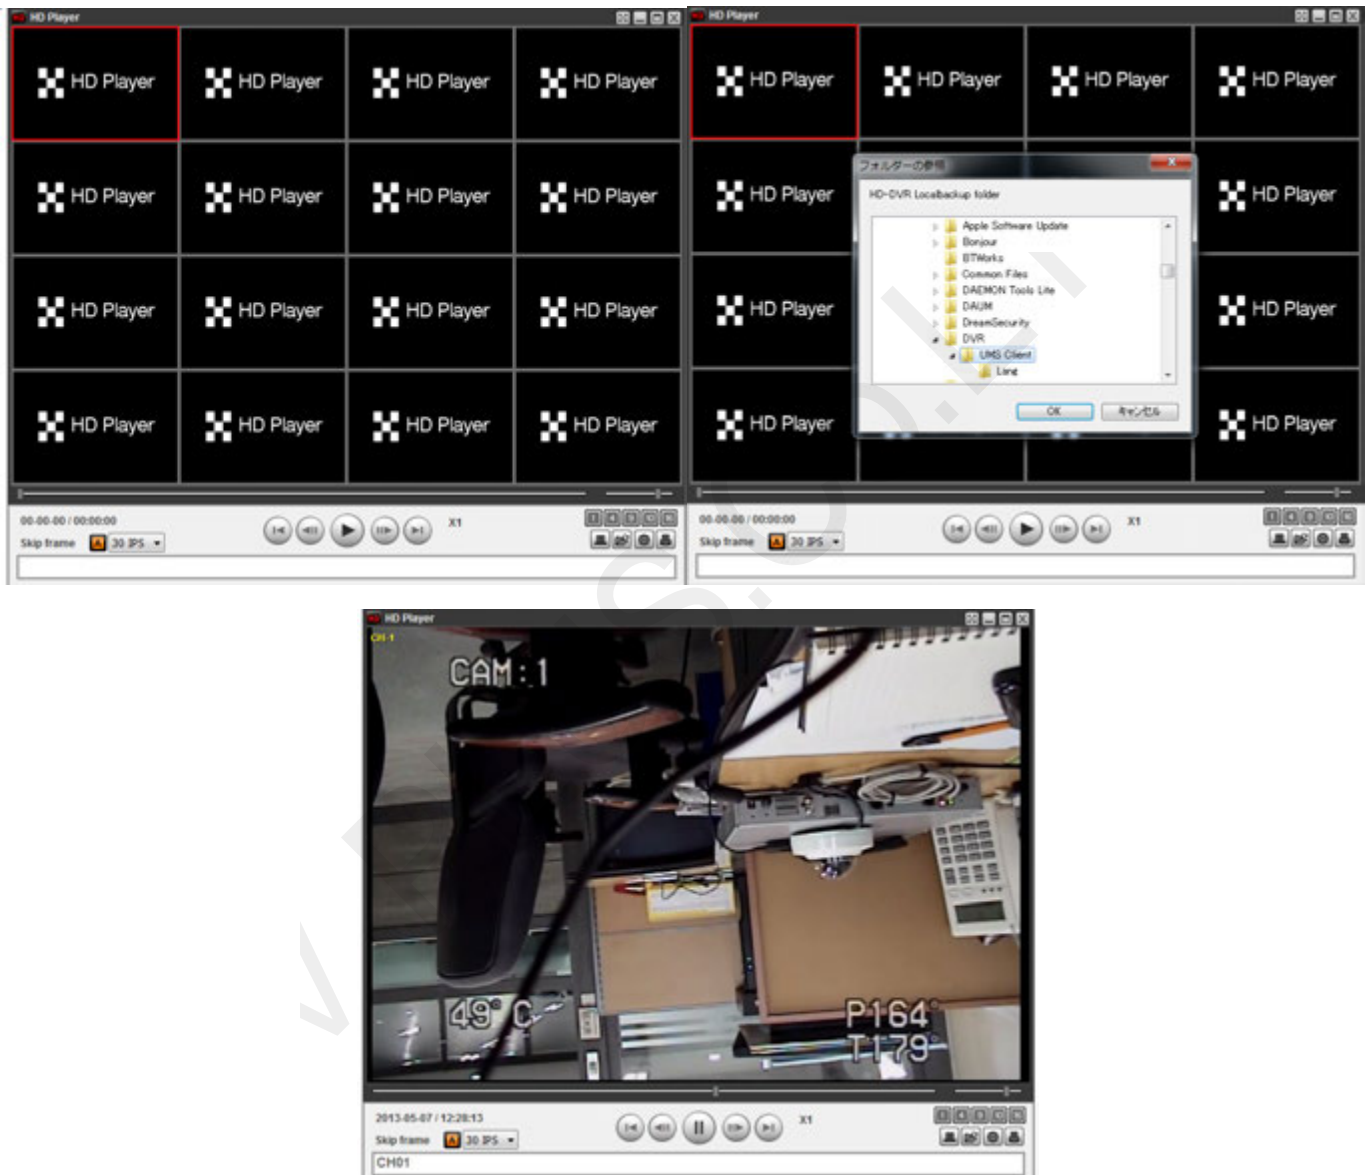 HD Player
HD Player HD Player HD Player HD Player
HD Player HD Player HD Player HD Player
HD Player HD Player HD Player HD Player
HD Player HD Player HD Player HD Player
00-00-00 / 00:00:00
X1
Skip frame A 30 IPS
HD Player
HD Player HD Player HD Player HD Player
HD Player HD Player
HD Player HD Player
HD Player HD Player
フォルダーの参照
HD-DVR Localbackup folder
Apple Software Update
Bonjour
BTWorks
Common Files
DAEMON Tools Lite
DAUM
DreamSecurity
DVR
UMS Client
Lang
OK キャンセル
00-00-00 / 00:00:00
X1
Skip frame A 30 IPS
HD Player
CH-1
CAM:1
49°C
P164°
T179°
2013-05-07 / 12:28:13
X1
Skip frame A 30 IPS
CH01